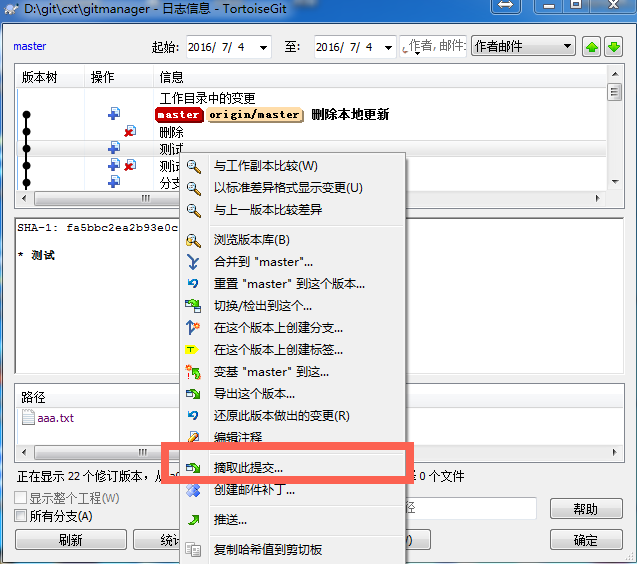 D:\git\cxt\gitmanager - 日志信息 - TortoiseGit
master
起始: 2016/ 7/ 4 至: 2016/ 7/ 4 作者, 邮件: 作者邮件
版本树 操作 信息
工作目录中的变更
master origin/master 删除本地更新
删除
测试
测试
分支
SHA-1: fa5bbc2ea2b93e0c
* 测试
与工作副本比较(W)
以标准差异格式显示变更(U)
与上一版本比较差异
浏览版本库(B)
合并到 "master"...
重置 "master" 到这个版本...
切换/检出到这个...
在这个版本上创建分支...
在这个版本上创建标签...
变基 "master" 到这...
导出这个版本...
还原此版本做出的变更(R)
编辑注释
摘取此提交...
创建邮件补丁...
推送...
复制哈希值到剪切板
路径
aaa.txt
正在显示 22 个修订版本，从 0 个文件
显示整个工程(W)
所有分支(A)
径
帮助
刷新
统计
确定